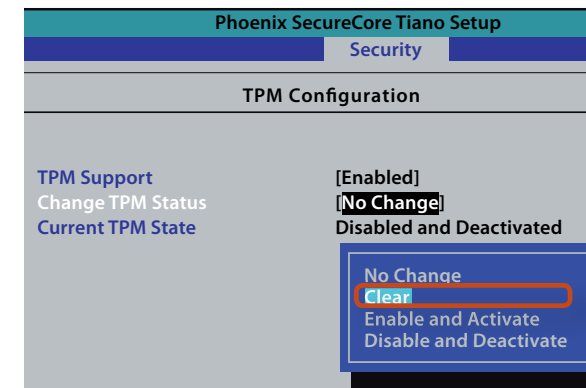 Phoenix SecureCore Tiano Setup
Security
TPM Configuration
TPM Support [Enabled]
Change TPM Status [No Change]
Current TPM State Disabled and Deactivated
No Change
Clear
Enable and Activate
Disable and Deactivate